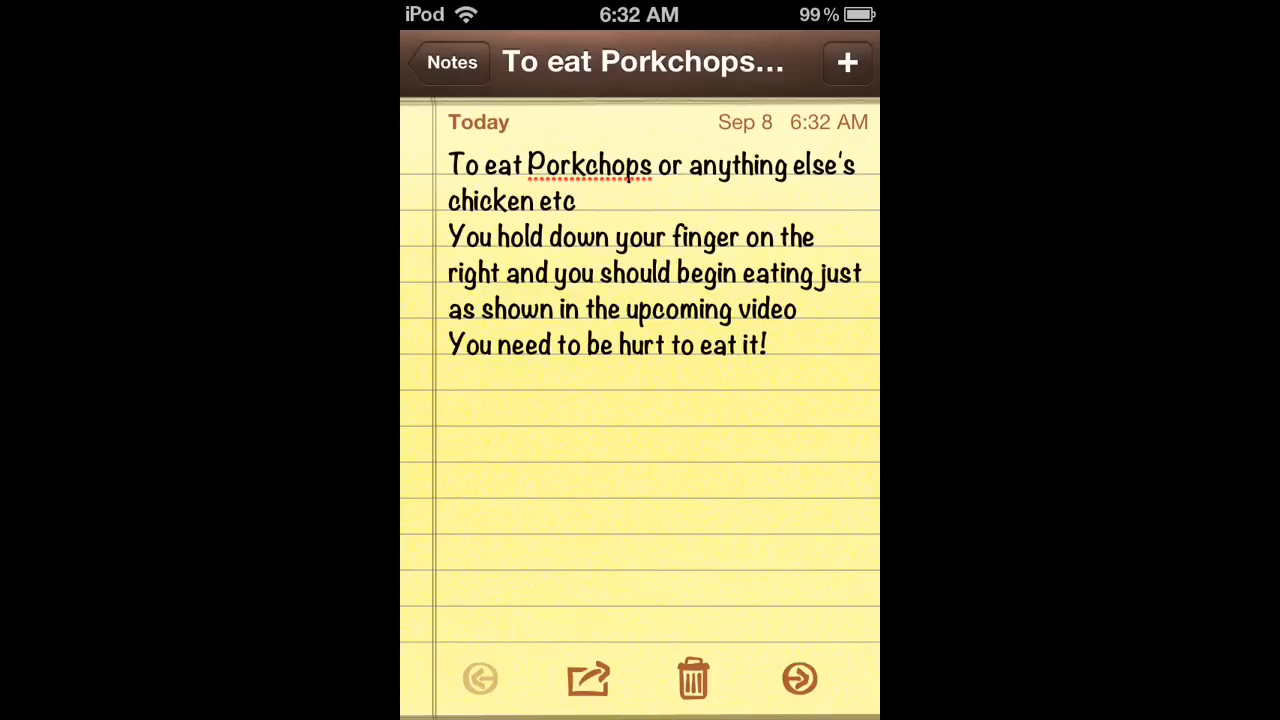 iPod 6:32 AM 99%
Notes To eat Porkchops... +
Today Sep 8 6:32 AM
To eat Porkchops or anything else's
chicken etc
You hold down your finger on the
right and you should begin eating just
as shown in the upcoming video
You need to be hurt to eat it!